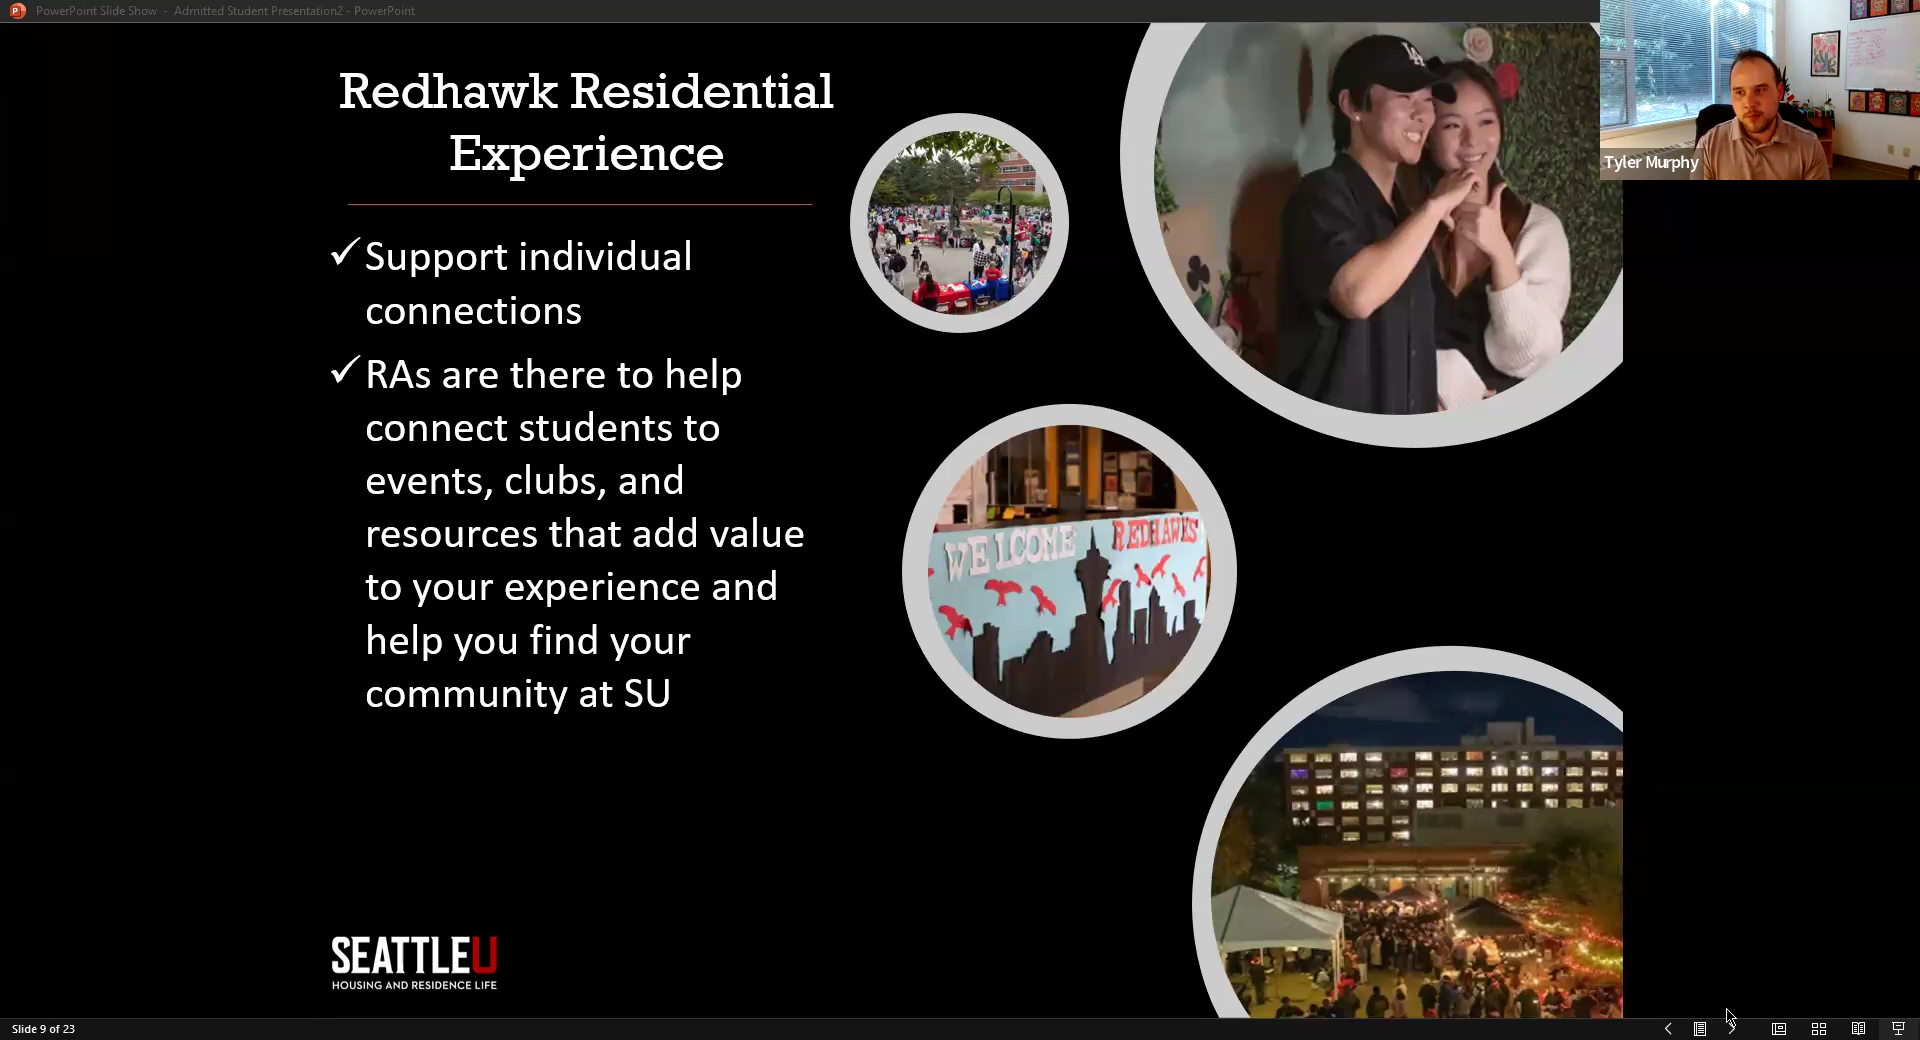 PowerPoint Slide Show - Admitted Student Presentation2 - PowerPoint
Redhawk Residential
Experience
✓ Support individual
connections
✓ RAs are there to help
connect students to
events, clubs, and
resources that add value
to your experience and
help you find your
community at SU
LA
WELCOME REDHAWKS
Tyler Murphy
SEATTLEU
HOUSING AND RESIDENCE LIFE
Slide 9 of 23